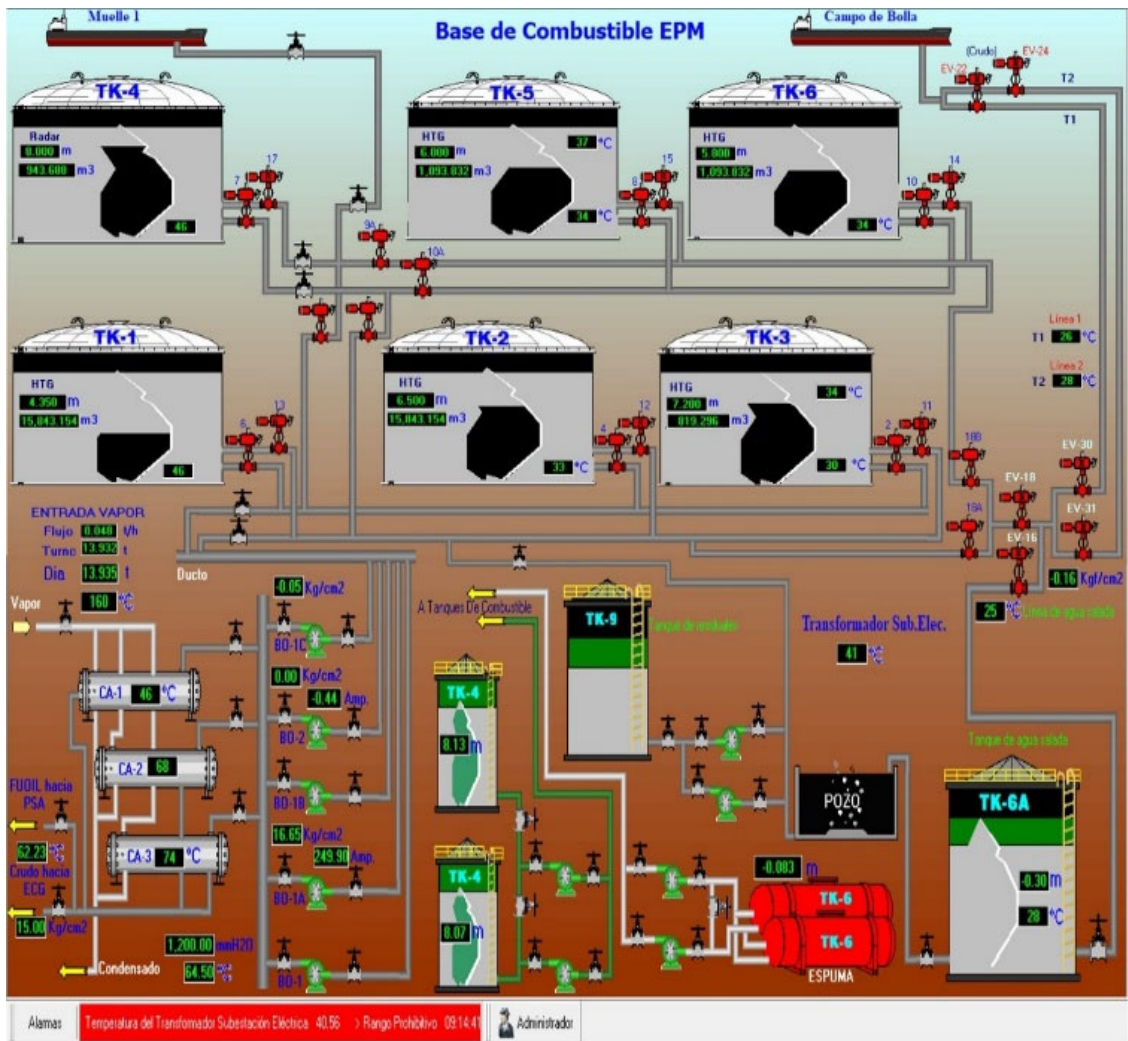 Muelle 1
Base de Combustible EPM
Campo de Bolla
(Crudo)
EV-24
EV-22
T2
T1
TK-4
Radar
8.000 m
943.688 m3
46
7
17
TK-5
HTG
6.000 m
1,093.032 m3
37 °C
34 °C
8
15
TK-6
HTG
5.000 m
1,093.032 m3
34 °C
10
14
9A
10A
Línea 1
T1 26 °C
Línea 2
T2 28 °C
TK-1
HTG
4.350 m
15,843.154 m3
46
6
13
TK-2
HTG
6.500 m
15,843.154 m3
33 °C
4
12
TK-3
HTG
7.200 m
819.296 m3
34 °C
30 °C
2
11
18B
18A
EV-30
EV-18
EV-31
EV-16
-0.16 Kgf/cm2
25 °C
Linea de agua salada
ENTRADA VAPOR
Flujo 0.048 t/h
Turno 13.932 t
Dia 13.935 t
160 °C
Vapor
Ducto
-0.05 Kg/cm2
BO-1C
0.00 Kg/cm2
-0.44 Amp.
BO-2
BO-1B
16.65 Kg/cm2
249.90 Amp.
BO-1A
BO-1
CA-1 46 °C
CA-2 68
CA-3 74 °C
FUOIL hacia
PSA
62.23 °C
Crudo hacia
ECG
15.00 Kg/cm2
1,200.00 mmH2O
64.50 °C
Condensado
A Tanques De Combustible
TK-9
Tanque de residuales
Transformador Sub.Elec.
41 °C
TK-4
8.13 m
TK-4
8.07 m
POZO
Tanque de agua salada
TK-6A
-0.30 m
28 °C
-0.083 m
TK-6
TK-6
ESPUMA
Alarmas
Temperatura del Transformador Subestación Eléctrica 40.56 > Rango Prohibitivo 09:14:41
Administrador